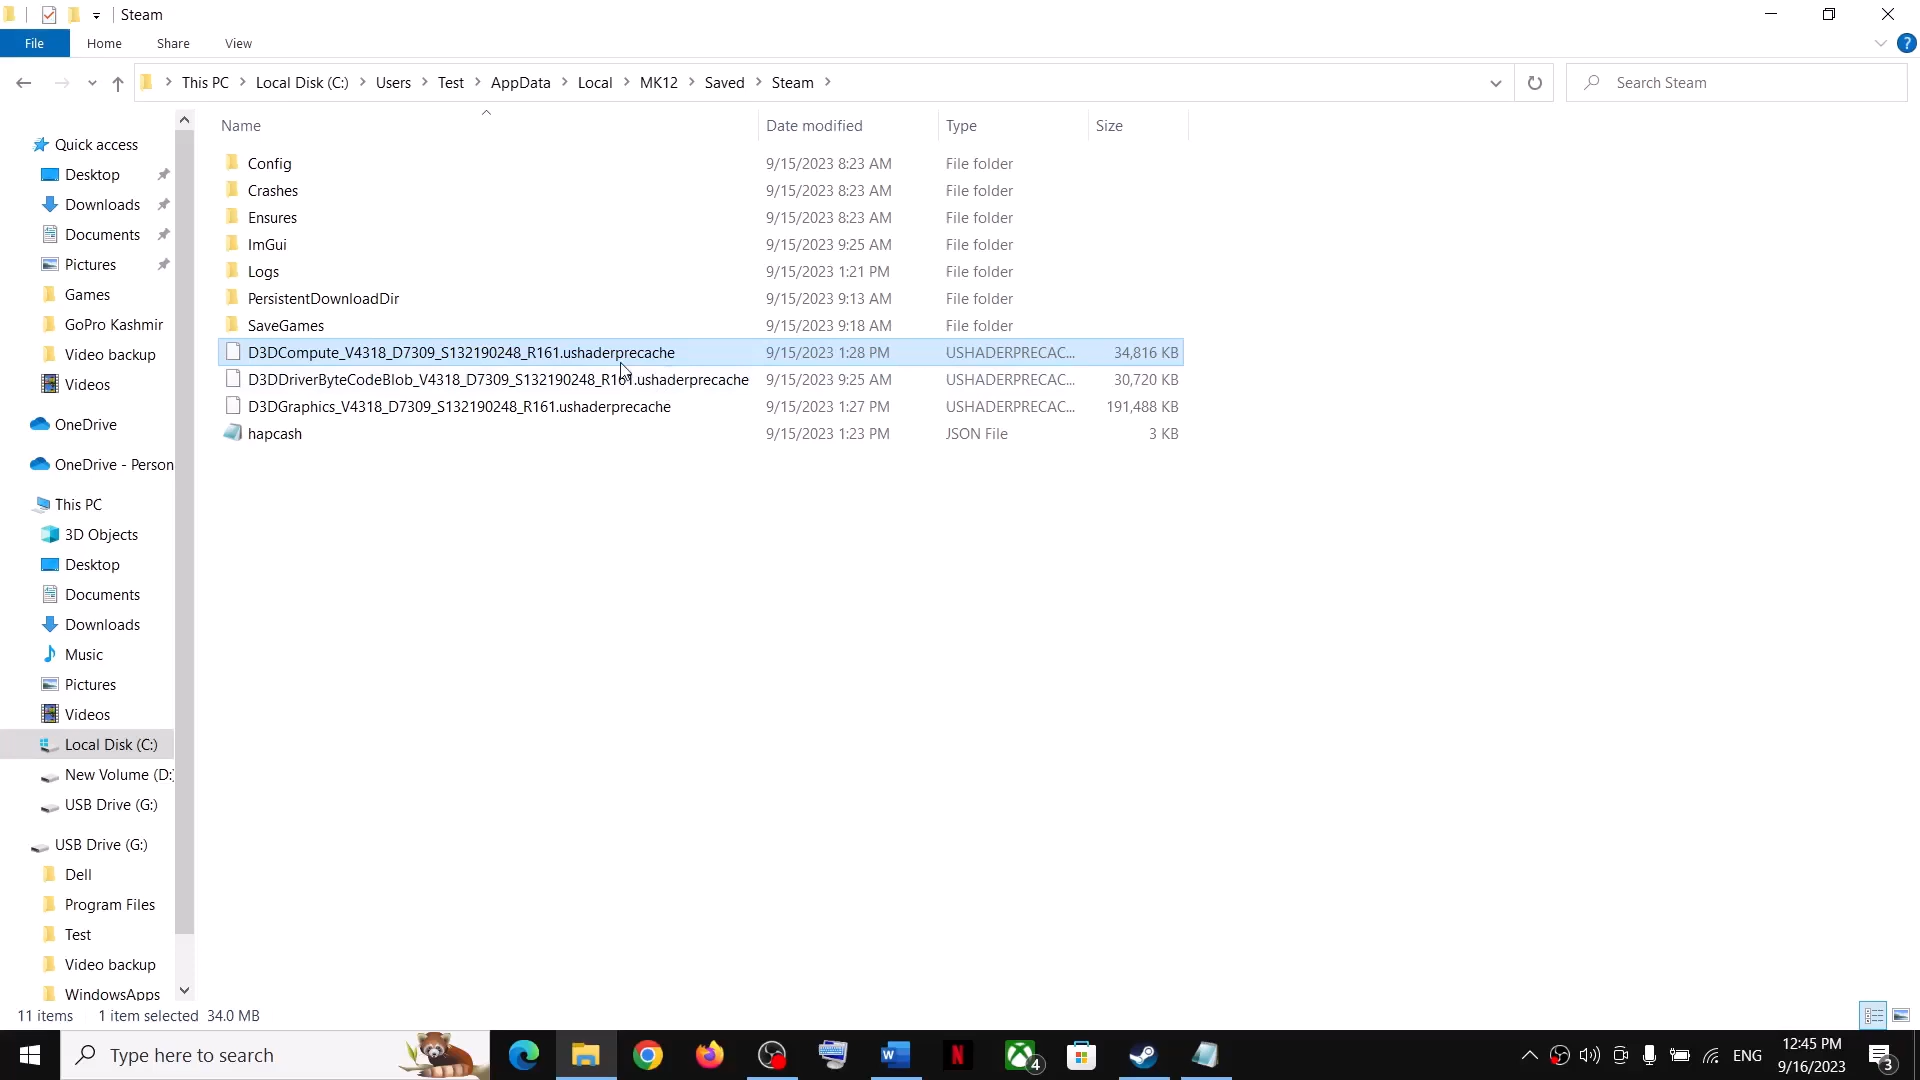 Steam
File Home Share View
This PC Local Disk (C:) Users Test AppData Local MK12 Saved Steam Search Steam
Name Date modified Type Size
Config 9/15/2023 8:23 AM File folder
Crashes 9/15/2023 8:23 AM File folder
Ensures 9/15/2023 8:23 AM File folder
ImGui 9/15/2023 9:25 AM File folder
Logs 9/15/2023 1:21 PM File folder
PersistentDownloadDir 9/15/2023 9:13 AM File folder
SaveGames 9/15/2023 9:18 AM File folder
D3DCompute_V4318_D7309_S132190248_R161.ushaderprecache 9/15/2023 1:28 PM USHADERPRECAC... 34,816 KB
D3DDriverByteCodeBlob_V4318_D7309_S132190248_R161.ushaderprecache 9/15/2023 9:25 AM USHADERPRECAC... 30,720 KB
D3DGraphics_V4318_D7309_S132190248_R161.ushaderprecache 9/15/2023 1:27 PM USHADERPRECAC... 191,488 KB
hapcash 9/15/2023 1:23 PM JSON File 3 KB
Quick access
Desktop
Downloads
Documents
Pictures
Games
GoPro Kashmir
Video backup
Videos
OneDrive
OneDrive - Person
This PC
3D Objects
Desktop
Documents
Downloads
Music
Pictures
Videos
Local Disk (C:)
New Volume (D:)
USB Drive (G:)
USB Drive (G:)
Dell
Program Files
Test
Video backup
WindowsApps
11 items 1 item selected 34.0 MB
Type here to search
W
N
4
ENG
12:45 PM
9/16/2023
3